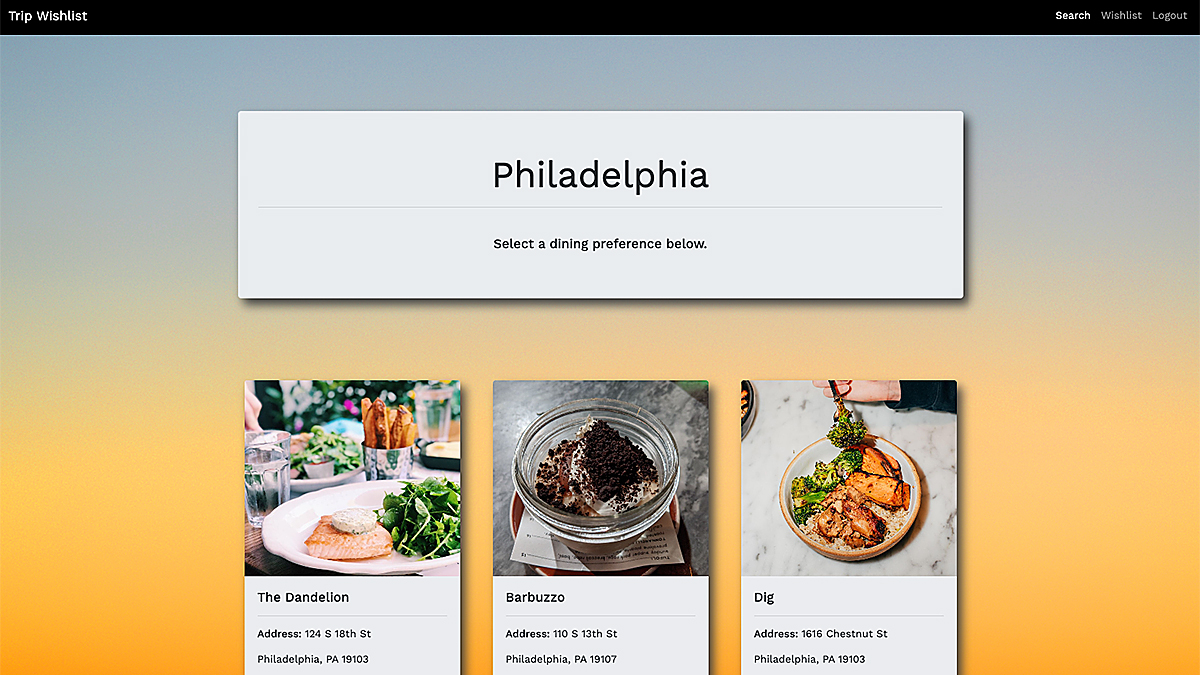 Trip Wishlist
Search Wishlist Logout
Philadelphia
Select a dining preference below.
The Dandelion
Address: 124 S 18th St
Philadelphia, PA 19103
Barbuzzo
Address: 110 S 13th St
Philadelphia, PA 19107
Dig
Address: 1616 Chestnut St
Philadelphia, PA 19103